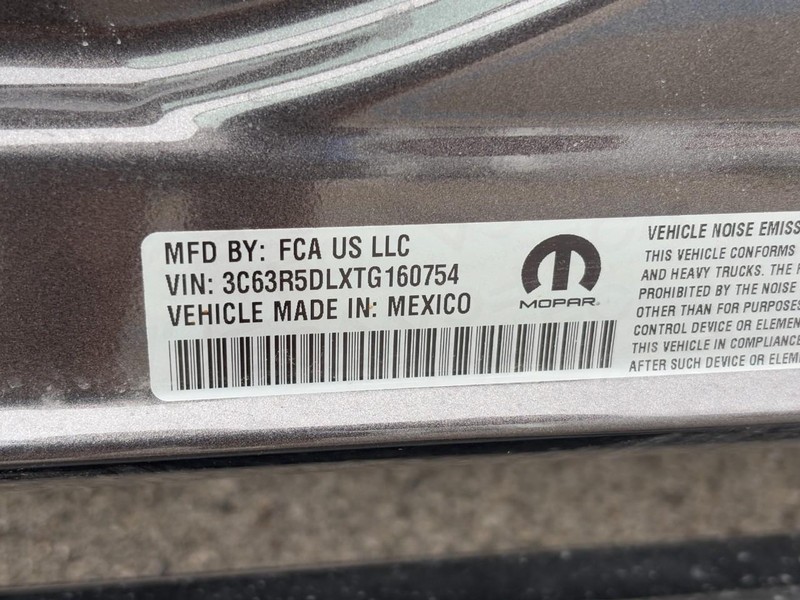 MFD BY: FCA US LLC
VIN: 3C63R5DLXTG160754
VEHICLE MADE IN: MEXICO
MOPAR
VEHICLE NOISE EMISS
THIS VEHICLE CONFORMS
AND HEAVY TRUCKS. THE
PROHIBITED BY THE NOISE
OTHER THAN FOR PURPOSES
CONTROL DEVICE OR ELEMEN
THIS VEHICLE IN COMPLIANCE
AFTER SUCH DEVICE OR ELEM